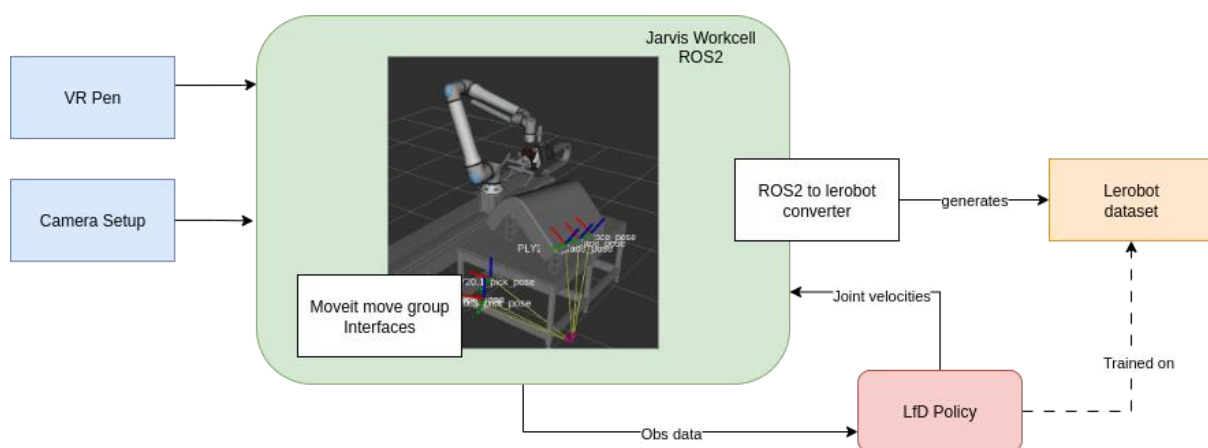 Jarvis Workcell
ROS2
VR Pen
Camera Setup
Moveit move group
Interfaces
ROS2 to lerobot
converter
generates
Lerobot
dataset
Joint velocities
Trained on
LfD Policy
Obs data